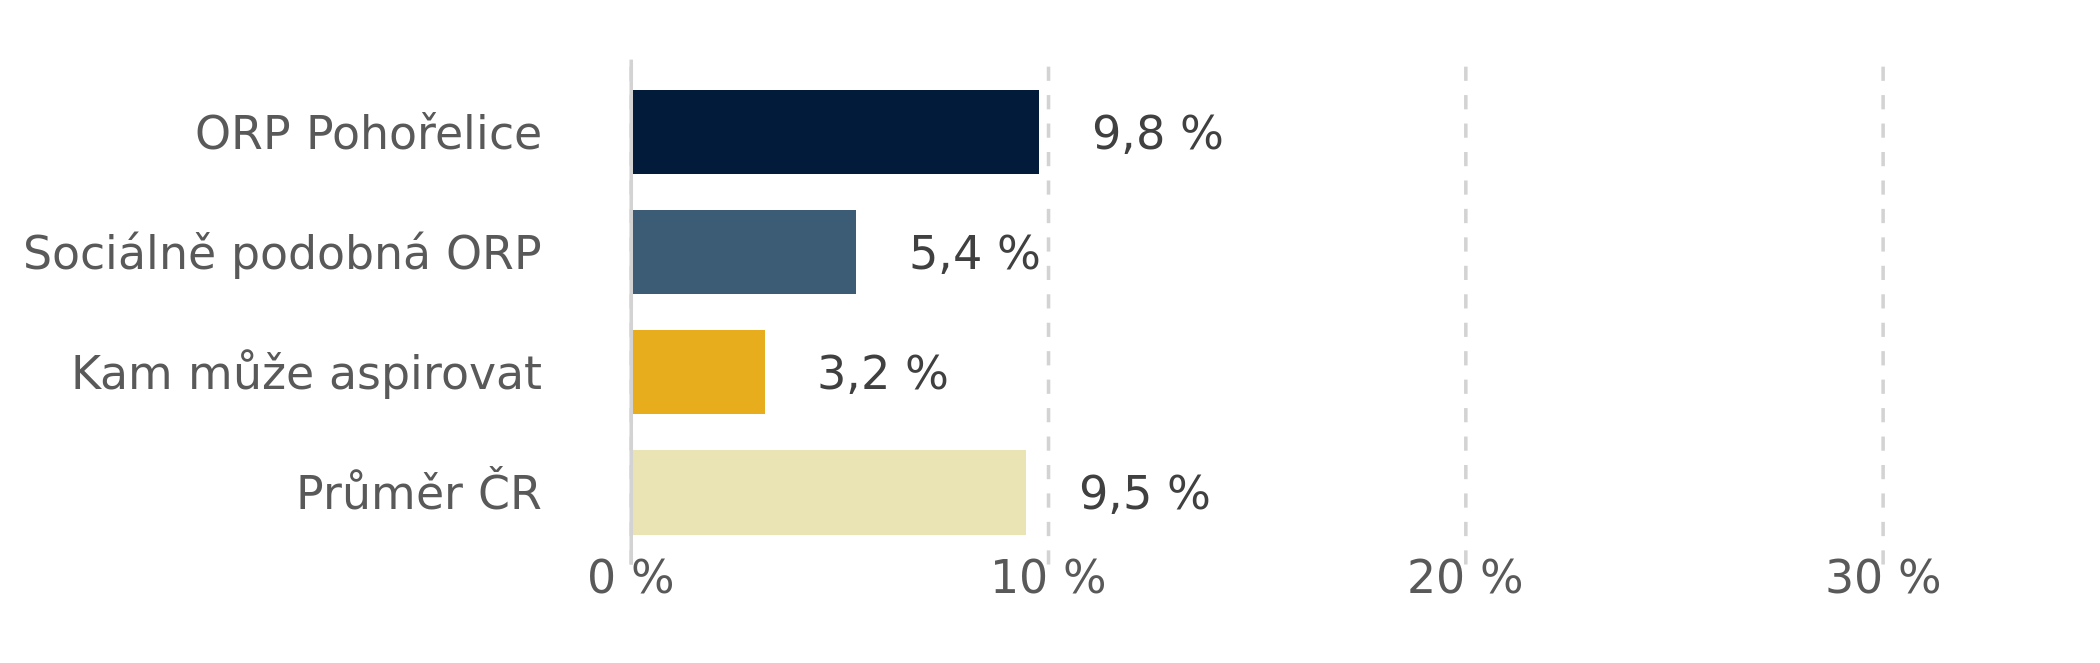 ORP Pohořelice 9,8 %
Sociálně podobná ORP 5,4 %
Kam může aspirovat 3,2 %
Průměr ČR 9,5 %
0 % 10 % 20 % 30 %